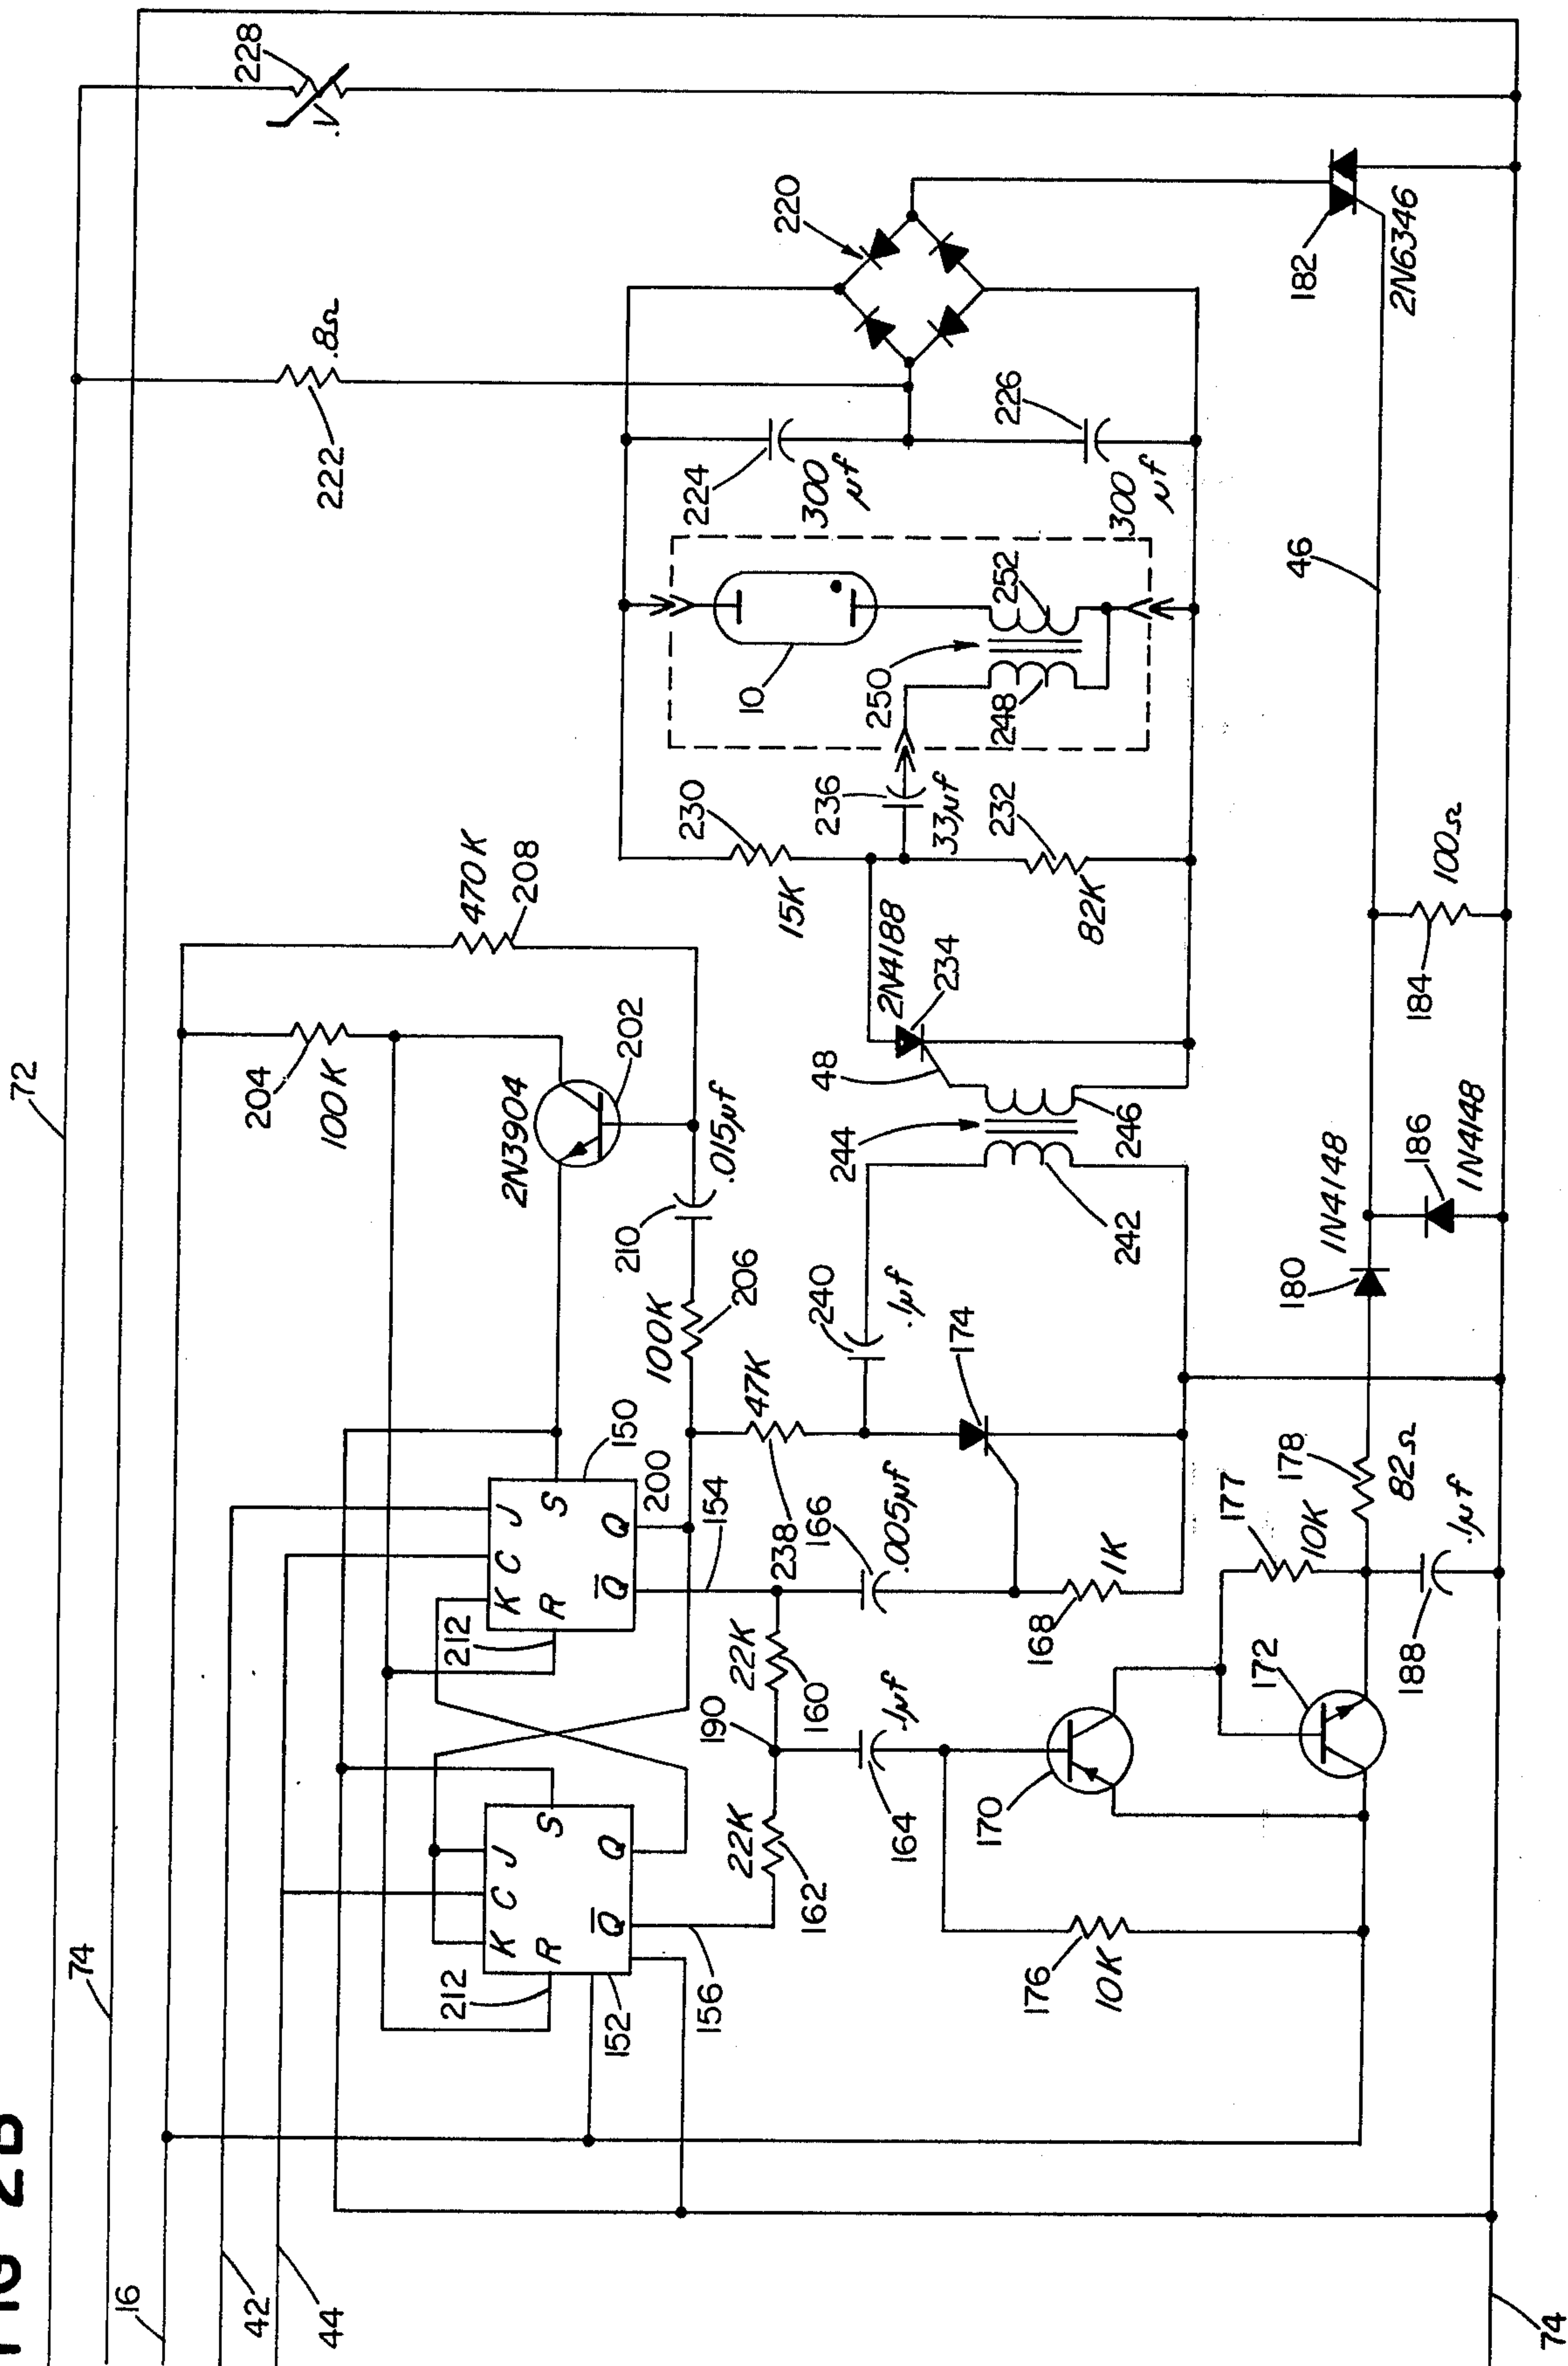 FIG 2B
72
74
16
42
44
228
.V
222
.8Ω
220
204
100K
470K
208
2N3904
202
210
.015µf
100K
206
212
K
C
J
R
S
Q̅
Q
152
156
212
K
C
J
R
S
Q̅
Q
150
200
154
22K
162
190
22K
160
238
47K
164
.1µf
166
.005µf
240
.1µf
174
168
1K
170
176
10K
172
177
10K
178
82Ω
188
.1µf
180
1N4148
186
1N4148
184
100Ω
46
182
2N6346
244
242
246
48
2N4188
234
230
15K
236
33µf
232
82K
10
250
248
252
224
300
µf
226
300
µf
74